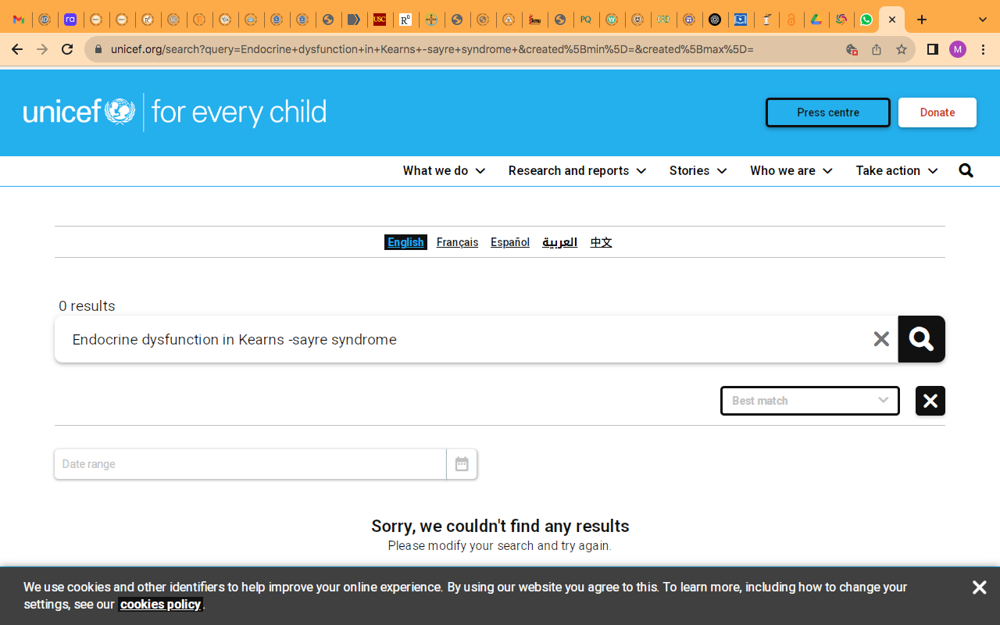 unicef.org/search?query=Endocrine+dysfunction+in+Kearns+-sayre+syndrome+&created%5Bmin%5D=&created%5Bmax%5D=
M
unicef for every child
Press centre
Donate
What we do
Research and reports
Stories
Who we are
Take action
English
Français
Español
العربية
中文
0 results
Endocrine dysfunction in Kearns -sayre syndrome
Best match
Date range
Sorry, we couldn't find any results
Please modify your search and try again.
We use cookies and other identifiers to help improve your online experience. By using our website you agree to this. To learn more, including how to change your
settings, see our cookies policy.